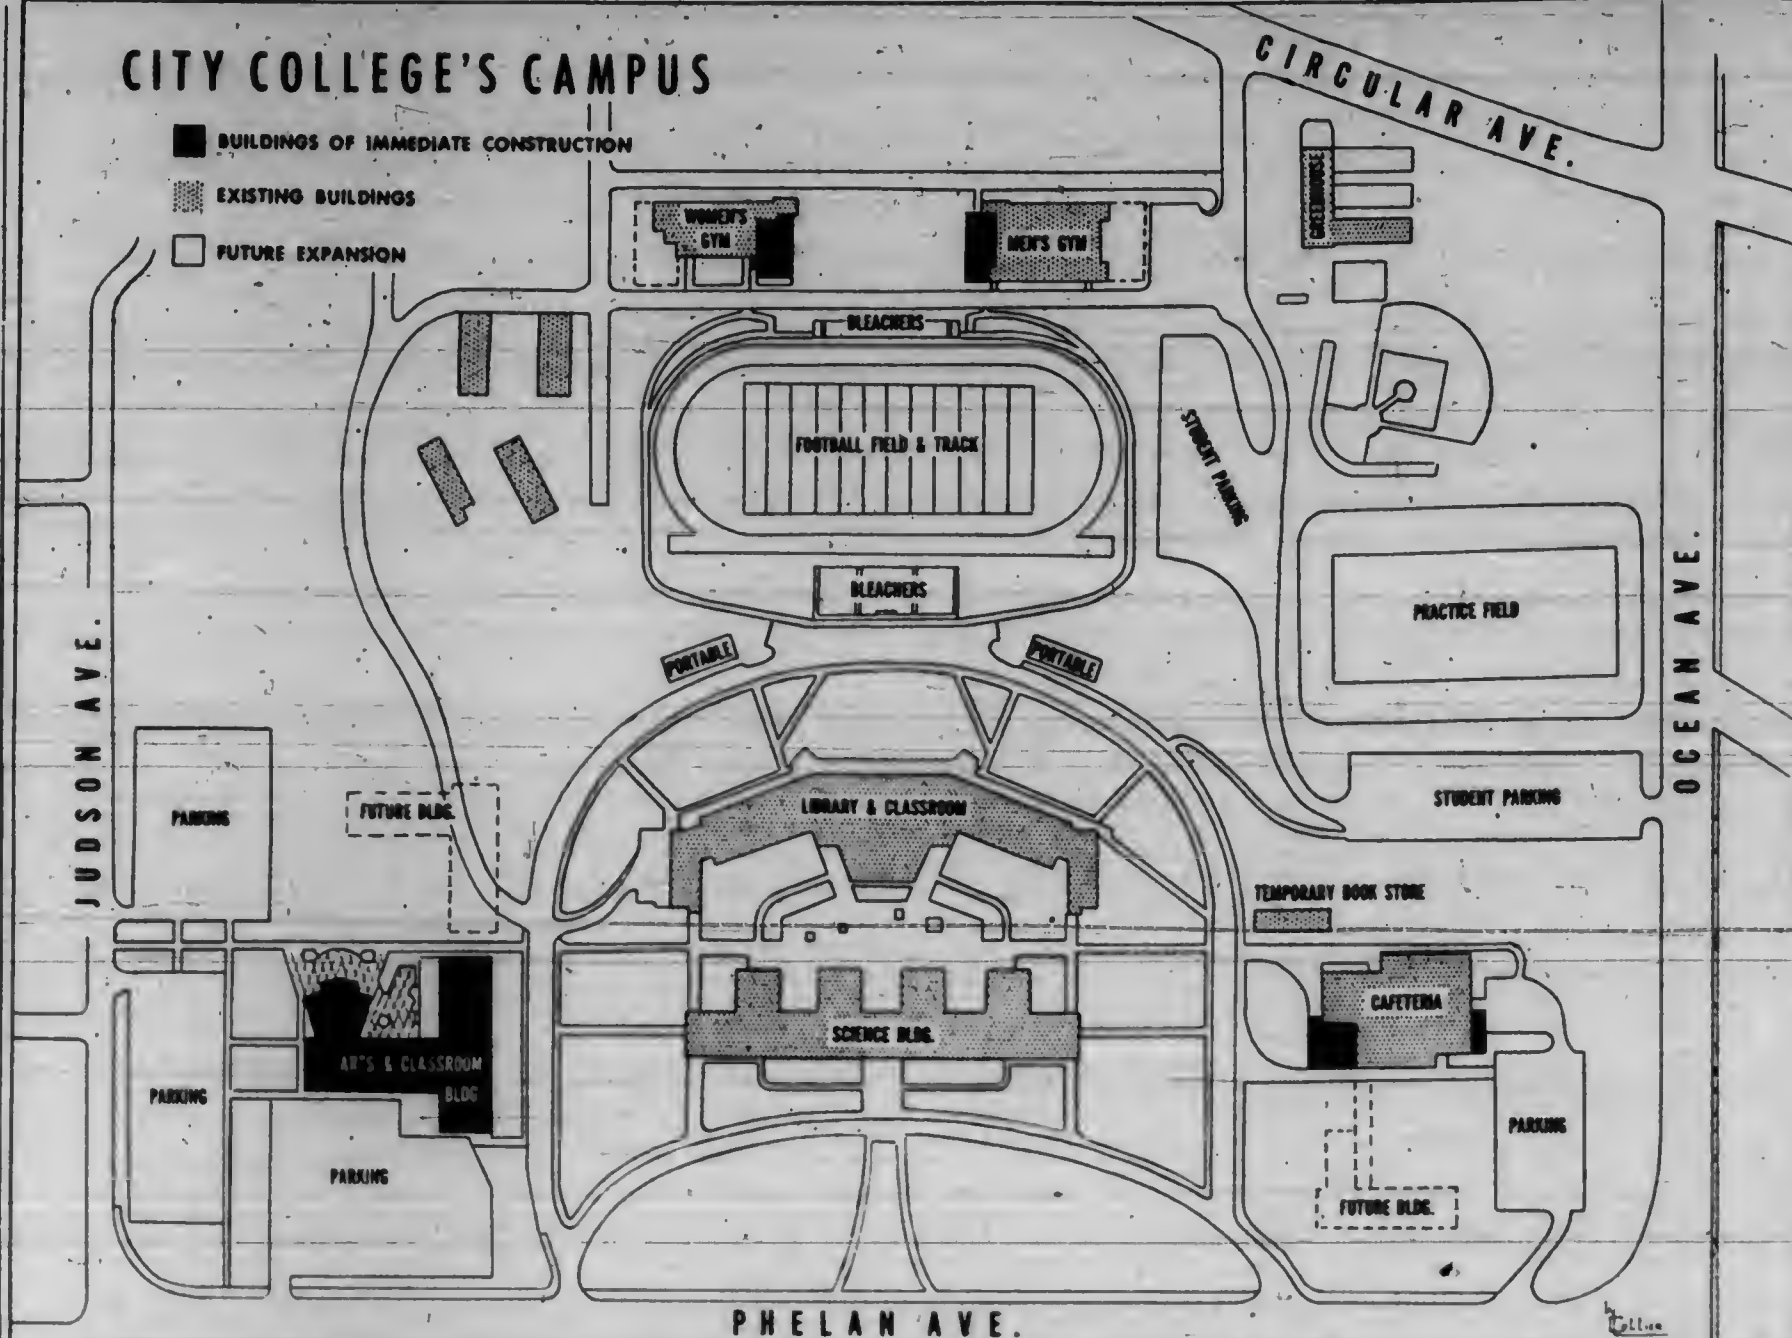 CITY COLLEGE'S CAMPUS
BUILDINGS OF IMMEDIATE CONSTRUCTION
EXISTING BUILDINGS
FUTURE EXPANSION
CIRCULAR AVE.
GREENHOUSE
WOMEN'S
GYM
MEN'S GYM
BLEACHERS
FOOTBALL FIELD & TRACK
STUDENT PARKING
BLEACHERS
PRACTICE FIELD
OCEAN AVE.
JUDSON AVE.
PORTABLE
PORTABLE
PARKING
FUTURE BLDG.
LIBRARY & CLASSROOM
STUDENT PARKING
TEMPORARY BOOK STORE
CAFETERIA
SCIENCE BLDG.
ARTS & CLASSROOM
BLDG
PARKING
PARKING
PARKING
FUTURE BLDG.
PHELAN AVE.